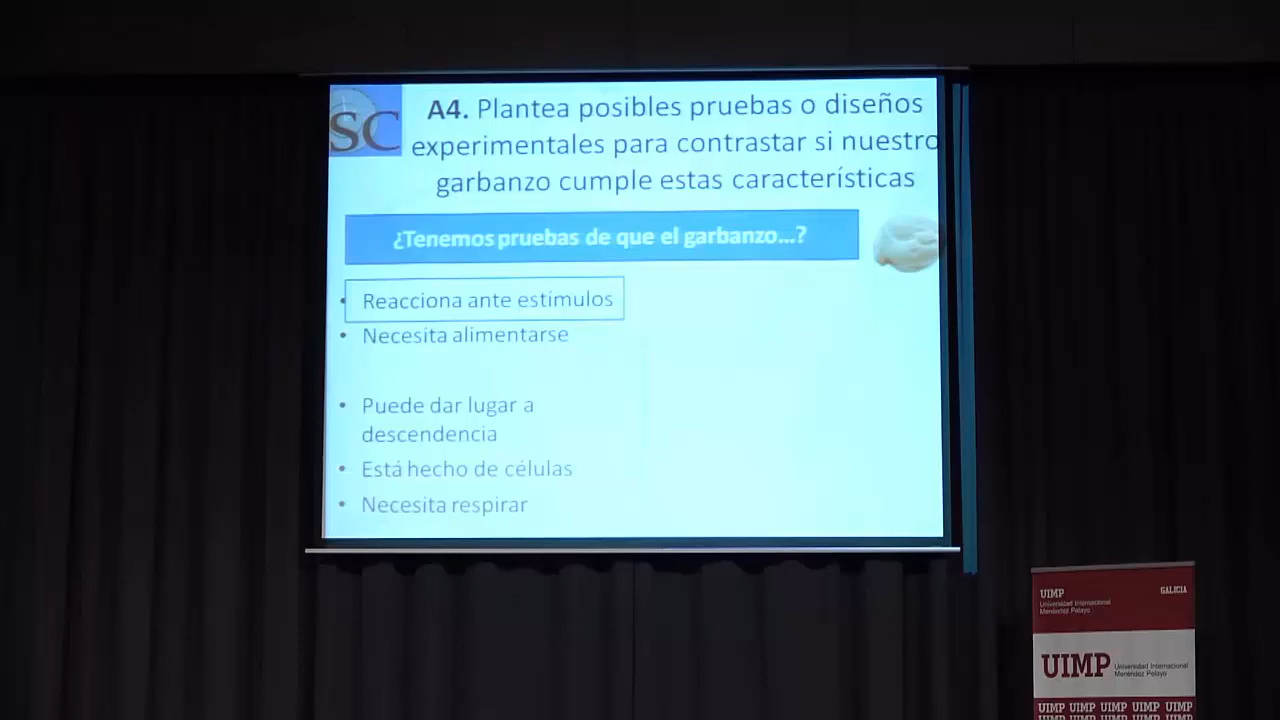 SC
A4. Plantea posibles pruebas o diseños
experimentales para contrastar si nuestro
garbanzo cumple estas características
¿Tenemos pruebas de que el garbanzo...?
• Reacciona ante estímulos
• Necesita alimentarse
• Puede dar lugar a
descendencia
• Está hecho de células
• Necesita respirar
UIMP
Universidad Internacional
Menéndez Pelayo
GALICIA
UIMP
Universidad Internacional
Menéndez Pelayo
UIMP UIMP UIMP UIMP UIMP